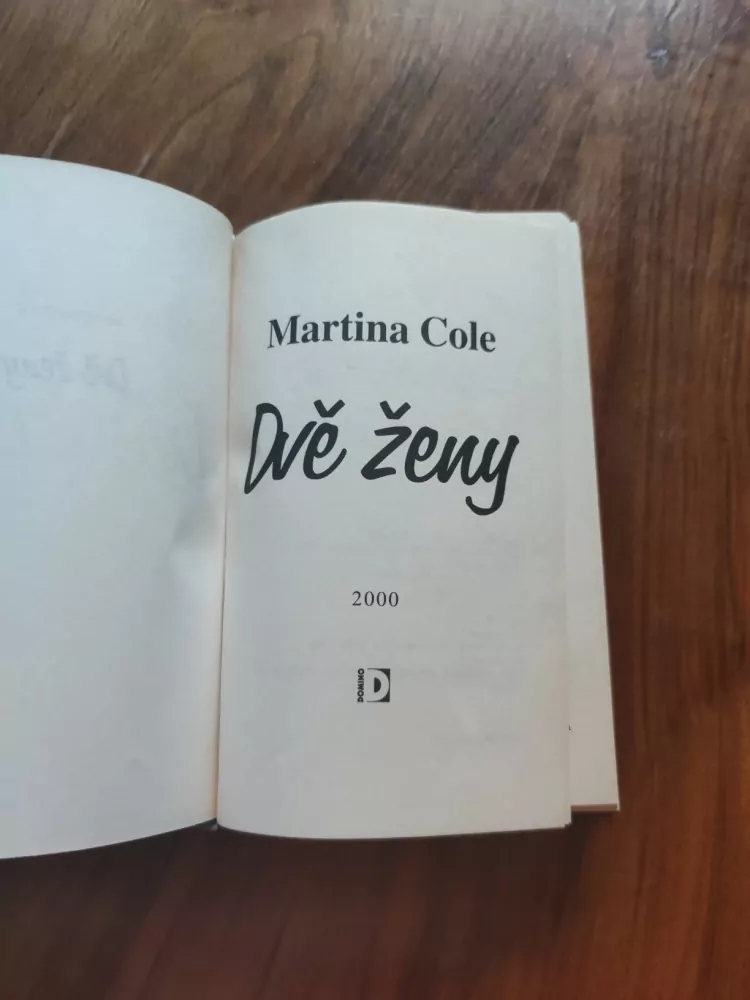 Martina Cole
Dvě ženy
2000
DOMINO
D